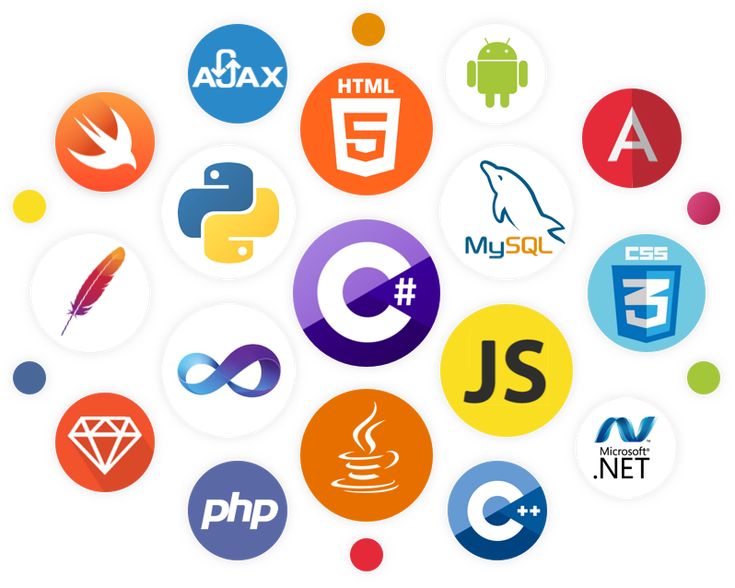 AJAX
HTML
5
A
MySQL
CSS
3
C#
JS
Microsoft®
.NET
php
C++